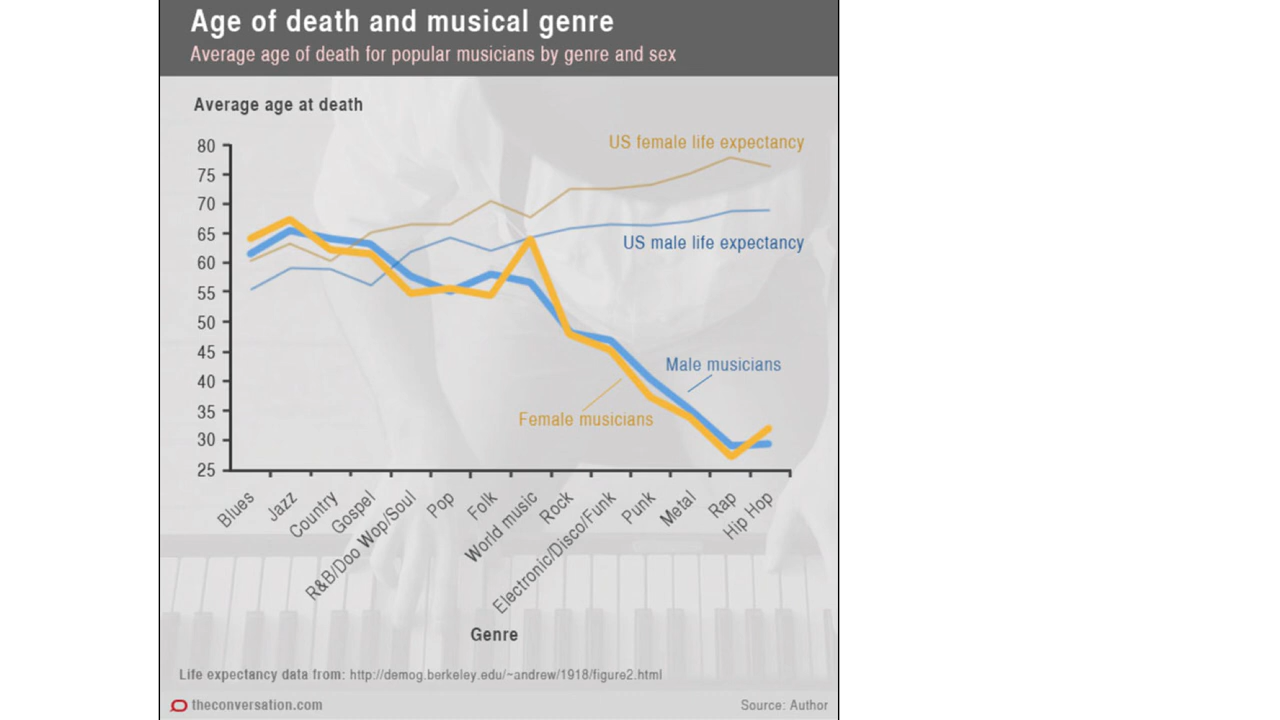 Age of death and musical genre
Average age of death for popular musicians by genre and sex
Average age at death
80
75
70
65
60
55
50
45
40
35
30
25
US female life expectancy
US male life expectancy
Male musicians
Female musicians
Blues
Jazz
Country
Gospel
R&B/Doo Wop/Soul
Pop
Folk
World music
Rock
Electronic/Disco/Funk
Punk
Metal
Rap
Hip Hop
Genre
Life expectancy data from: http://demog.berkeley.edu/~andrew/1918/figure2.html
theconversation.com
Source: Author